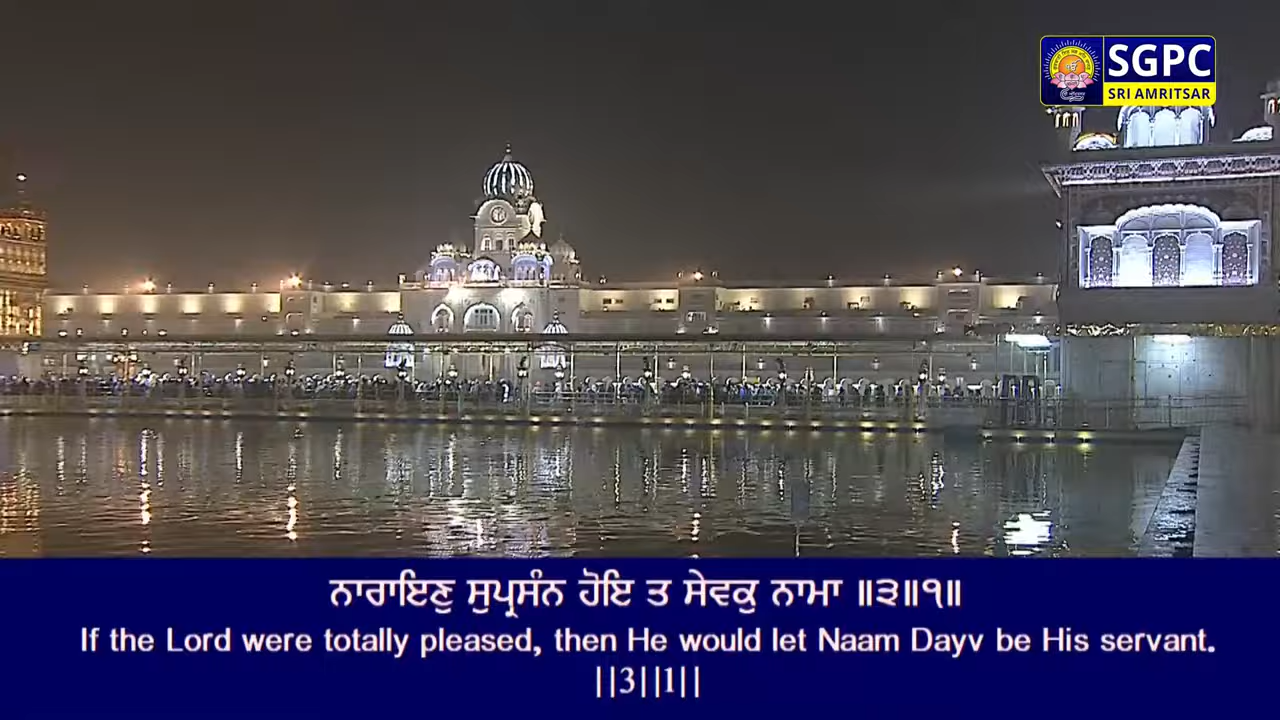 SGPC
SRI AMRITSAR
ਨਾਰਾਇਣੁ ਸੁਪ੍ਰਸੰਨ ਹੋਇ ਤ ਸੇਵਕੁ ਨਾਮਾ ॥੩॥੧॥
If the Lord were totally pleased, then He would let Naam Dayv be His servant.
||3||1||